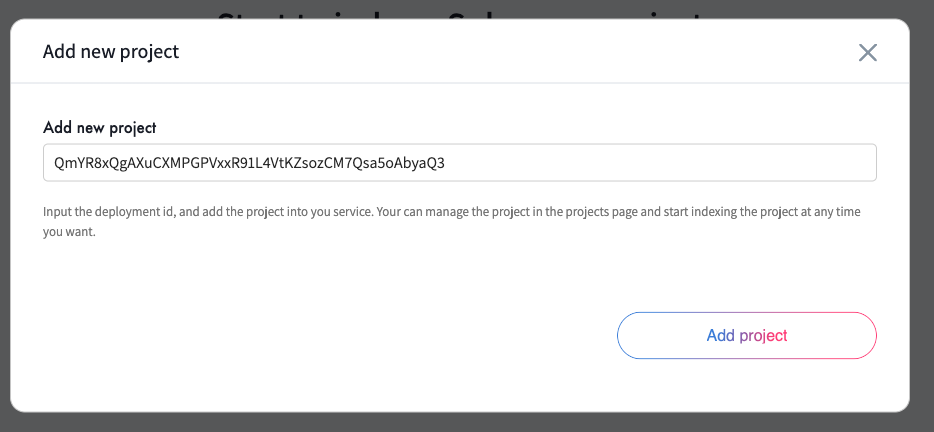 Add new project
Add new project
QmYR8xQgAXuCXMPGPVxxR91L4VtKZsozCM7Qsa5oAbyaQ3
Input the deployment id, and add the project into you service. Your can manage the project in the projects page and start indexing the project at any time
you want.
Add project